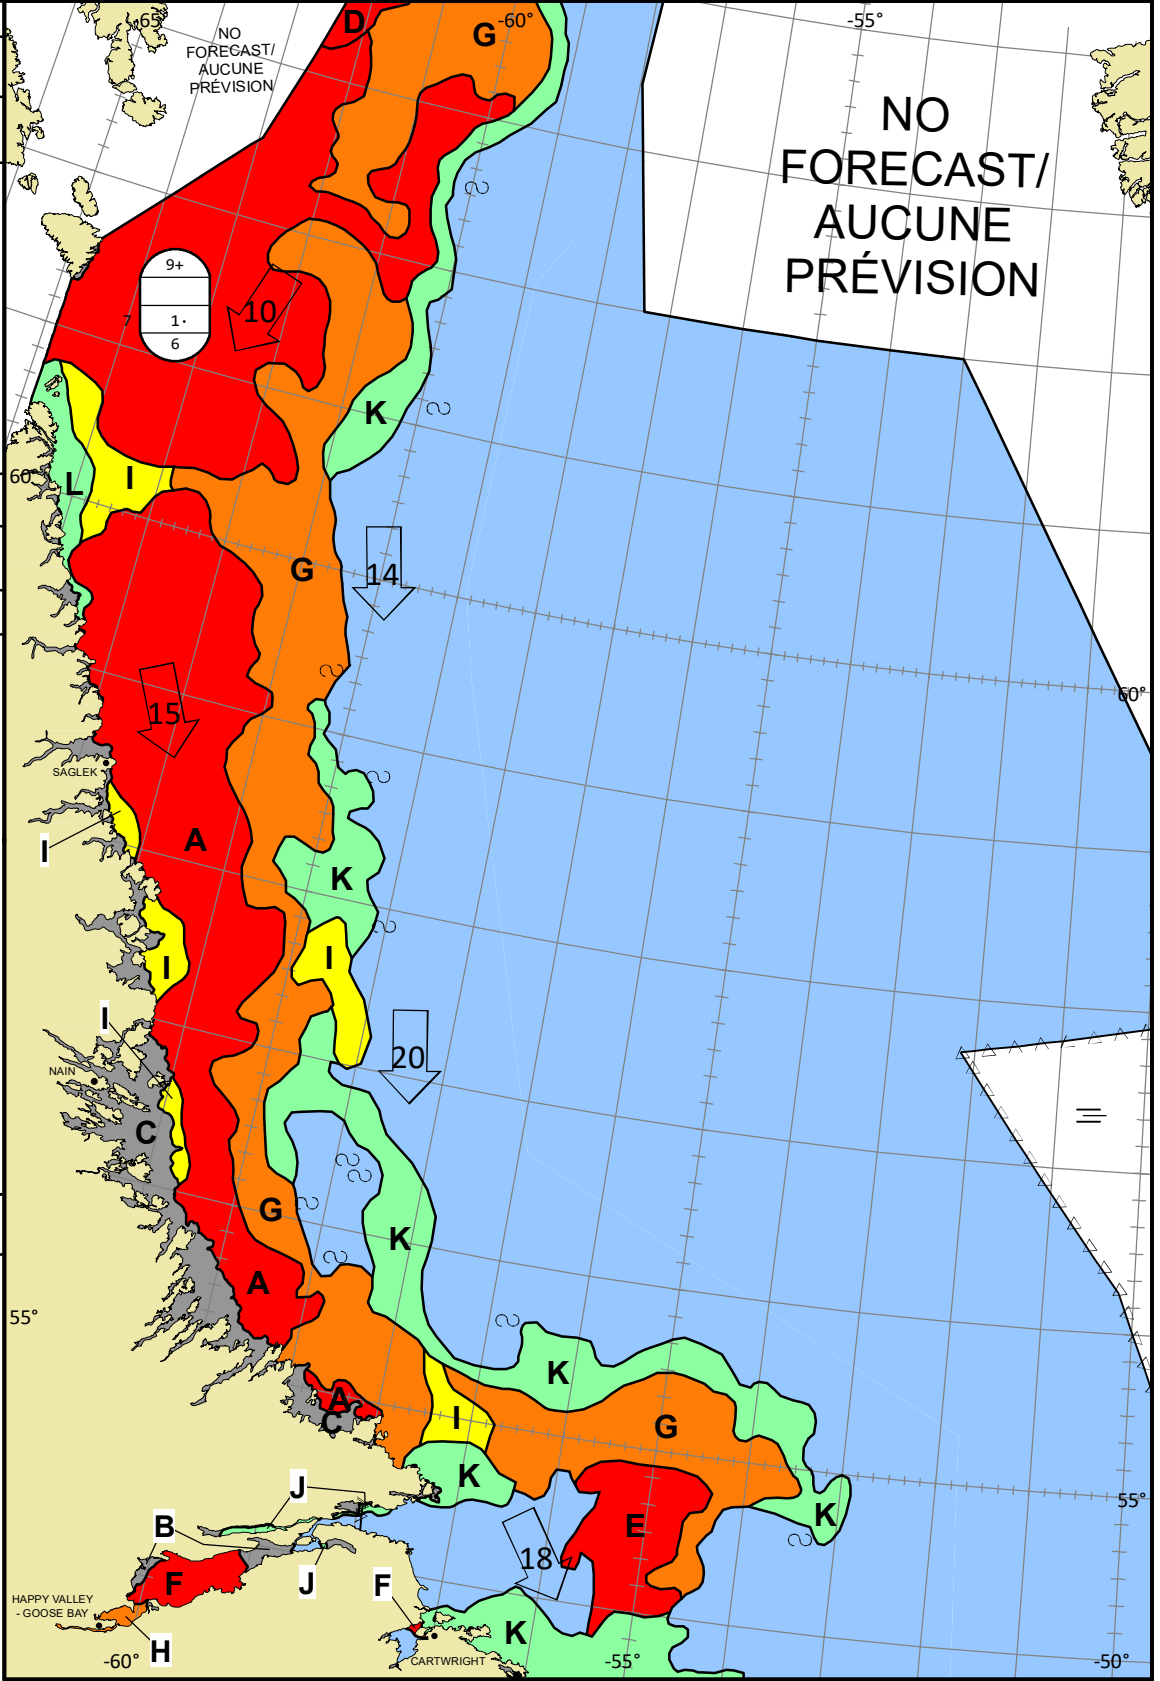 65°
-60°
-55°
D
G
NO
FORECAST/
AUCUNE
PRÉVISION
NO
FORECAST/
AUCUNE
PRÉVISION
9+
7
1·
6
10
K
60°
L
I
G
14
60°
15
SAGLEK
I
A
K
I
I
I
20
NAIN
C
G
K
A
55°
K
A
C
I
G
K
J
55°
K
B
E
18
F
J
F
HAPPY VALLEY
- GOOSE BAY
H
K
CARTWRIGHT
-60°
-55°
-50°